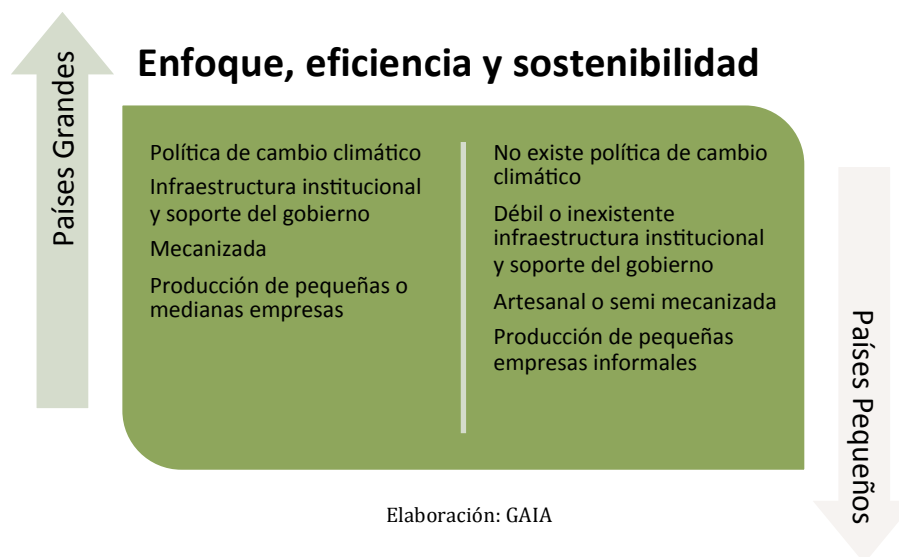 Países Grandes
Enfoque, eficiencia y sostenibilidad
Política de cambio climático
Infraestructura institucional
y soporte del gobierno
Mecanizada
Producción de pequeñas o
medianas empresas
No existe política de cambio
climático
Débil o inexistente
infraestructura institucional
y soporte del gobierno
Artesanal o semi mecanizada
Producción de pequeñas
empresas informales
Países Pequeños
Elaboración: GAIA